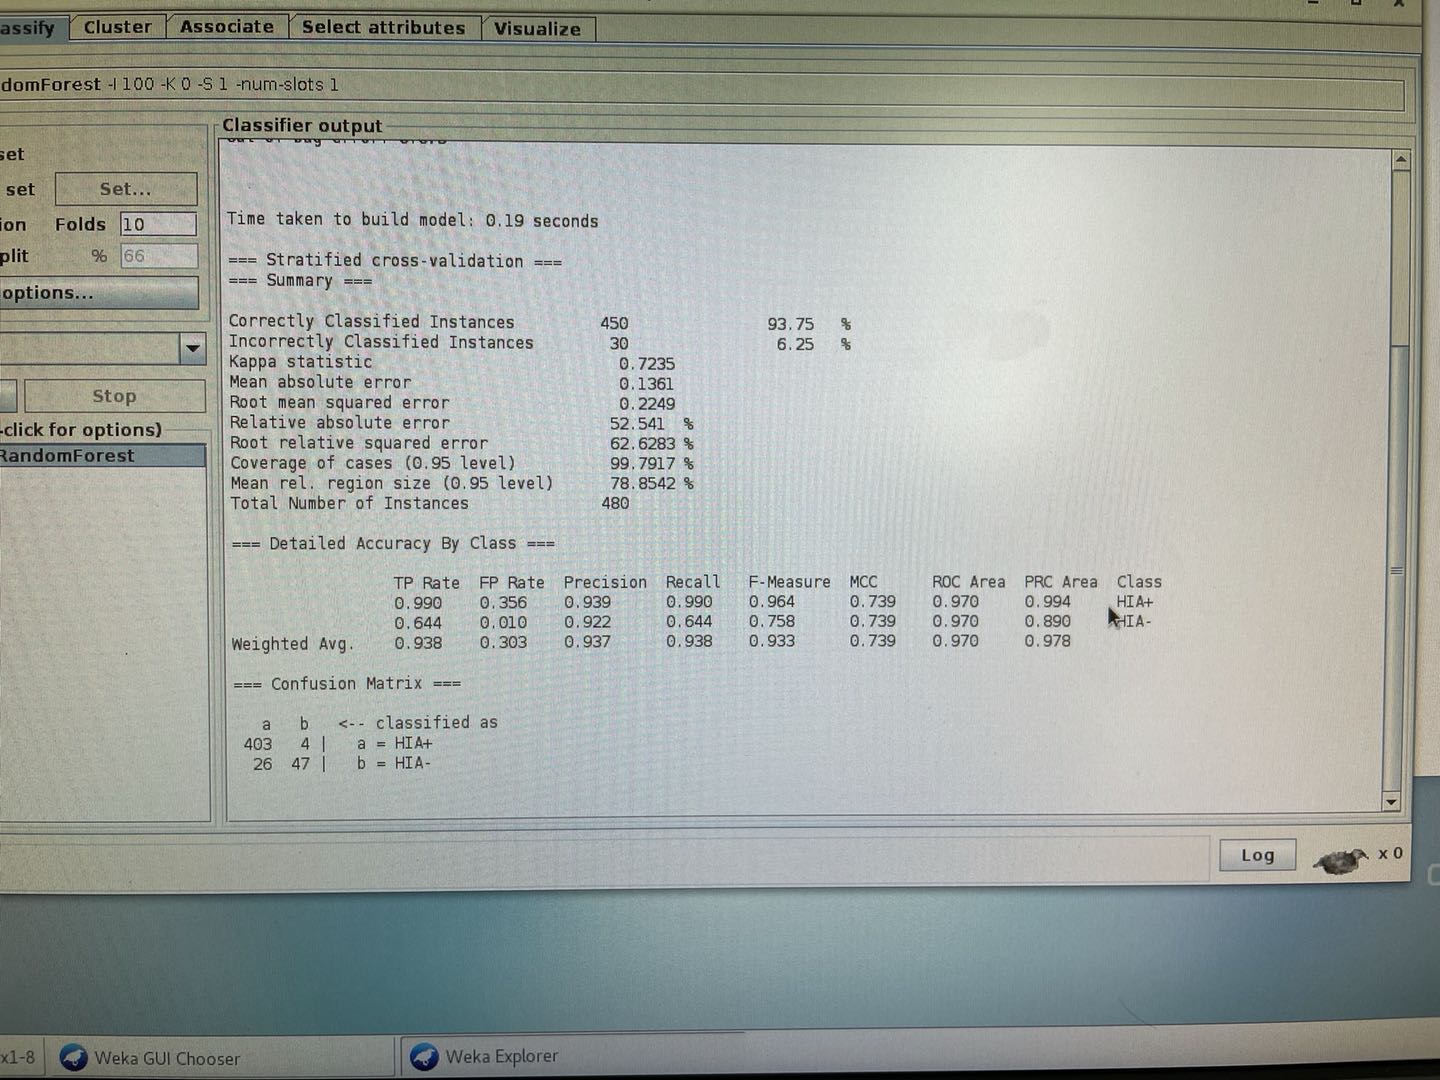 assify Cluster Associate Select attributes Visualize
domForest -I 100 -K 0 -S 1 -num-slots 1
Classifier output
set
set Set...
ion Folds 10
plit % 66
options...
Stop
-click for options)
RandomForest
Time taken to build model: 0.19 seconds
=== Stratified cross-validation ===
=== Summary ===
Correctly Classified Instances 450 93.75 %
Incorrectly Classified Instances 30 6.25 %
Kappa statistic 0.7235
Mean absolute error 0.1361
Root mean squared error 0.2249
Relative absolute error 52.541 %
Root relative squared error 62.6283 %
Coverage of cases (0.95 level) 99.7917 %
Mean rel. region size (0.95 level) 78.8542 %
Total Number of Instances 480
=== Detailed Accuracy By Class ===
TP Rate FP Rate Precision Recall F-Measure MCC ROC Area PRC Area Class
0.990 0.356 0.939 0.990 0.964 0.739 0.970 0.994 HIA+
0.644 0.010 0.922 0.644 0.758 0.739 0.970 0.890 HIA-
Weighted Avg. 0.938 0.303 0.937 0.938 0.933 0.739 0.970 0.978
=== Confusion Matrix ===
a b <-- classified as
403 4 | a = HIA+
26 47 | b = HIA-
Log x 0
x1-8 Weka GUI Chooser Weka Explorer